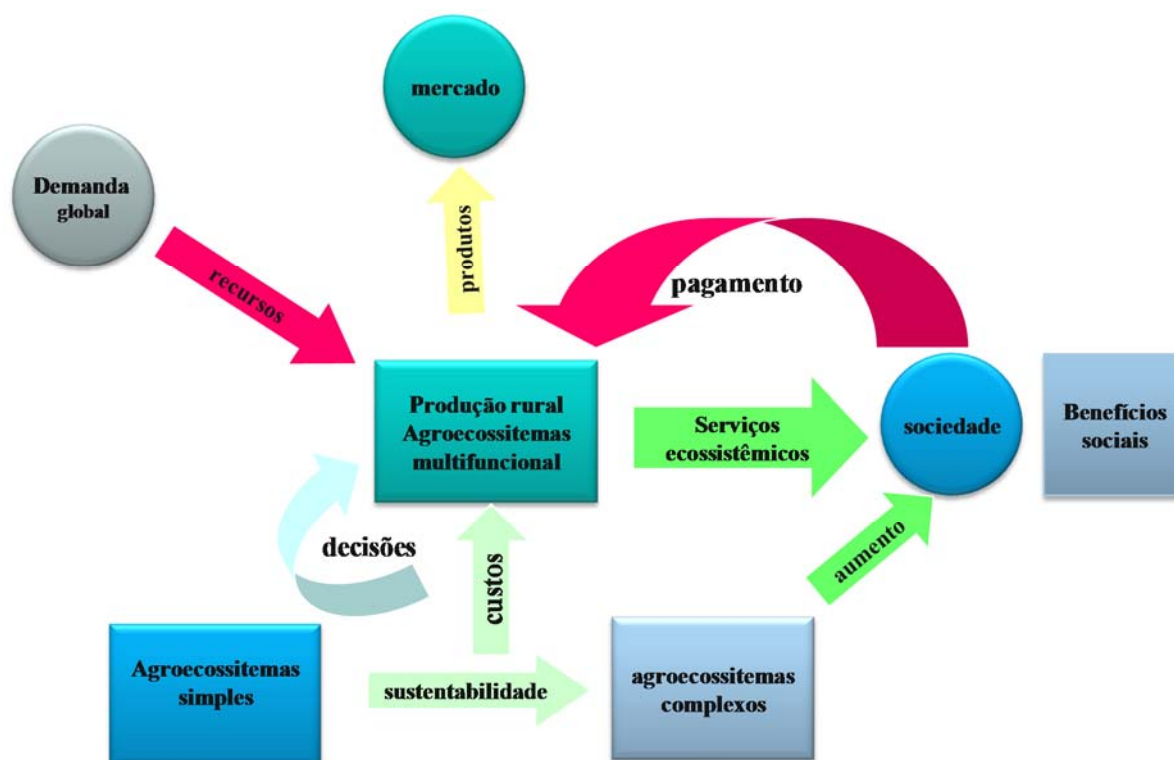 mercado
Demanda
global
recursos
produtos
pagamento
Produção rural
Agroecossitemas
multifuncional
Serviços
ecossistêmicos
sociedade
Benefícios
sociais
decisões
custos
aumento
Agroecossitemas
simples
sustentabilidade
agroecossitemas
complexos